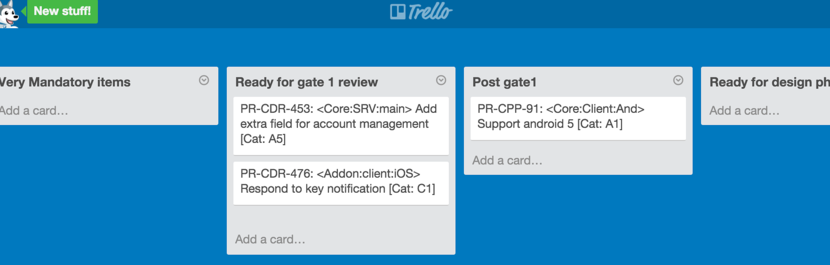 New stuff!
Trello
Very Mandatory items
Add a card…
Ready for gate 1 review
PR-CDR-453: <Core:SRV:main> Add
extra field for account management
[Cat: A5]
PR-CDR-476: <Addon:client:iOS>
Respond to key notification [Cat: C1]
Add a card…
Post gate1
PR-CPP-91: <Core:Client:And>
Support android 5 [Cat: A1]
Add a card…
Ready for design ph
Add a card…